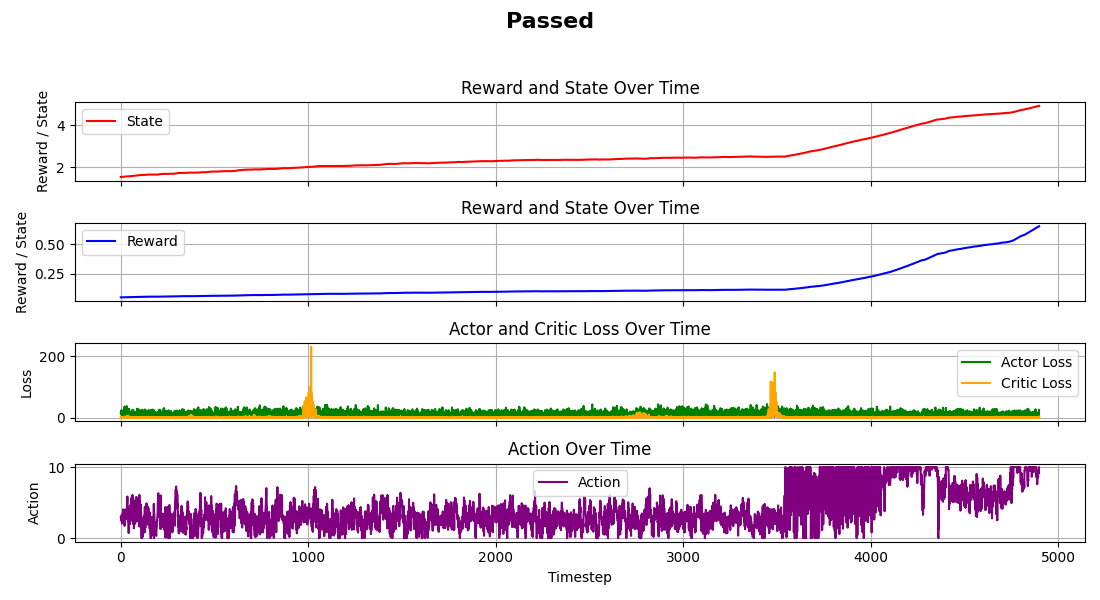 Passed
Reward and State Over Time
Reward / State
4
2
State
Reward and State Over Time
Reward / State
0.50
0.25
Reward
Actor and Critic Loss Over Time
Loss
200
0
Actor Loss
Critic Loss
Action Over Time
Action
10
0
Action
0 1000 2000 3000 4000 5000
Timestep